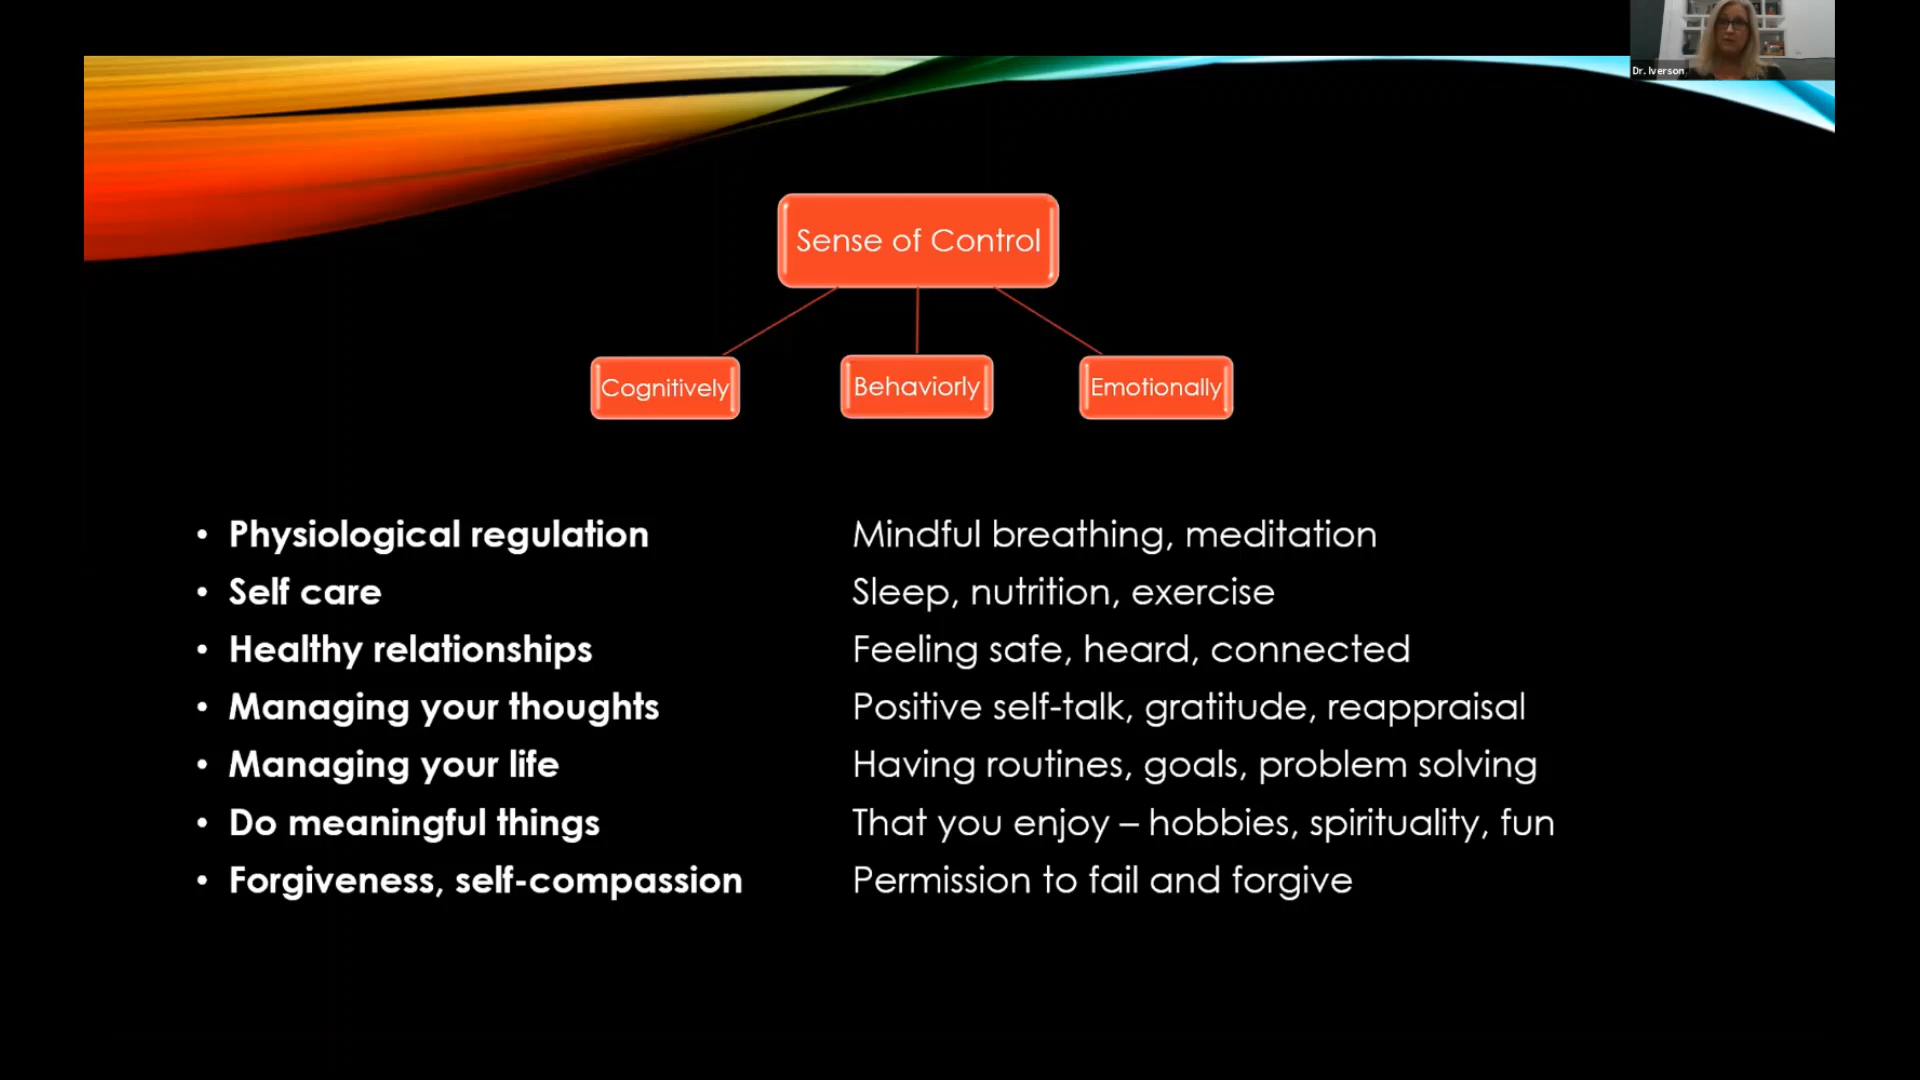 Dr. Iverson
Sense of Control
Cognitively
Behaviorly
Emotionally
• Physiological regulation Mindful breathing, meditation
• Self care Sleep, nutrition, exercise
• Healthy relationships Feeling safe, heard, connected
• Managing your thoughts Positive self-talk, gratitude, reappraisal
• Managing your life Having routines, goals, problem solving
• Do meaningful things That you enjoy – hobbies, spirituality, fun
• Forgiveness, self-compassion Permission to fail and forgive